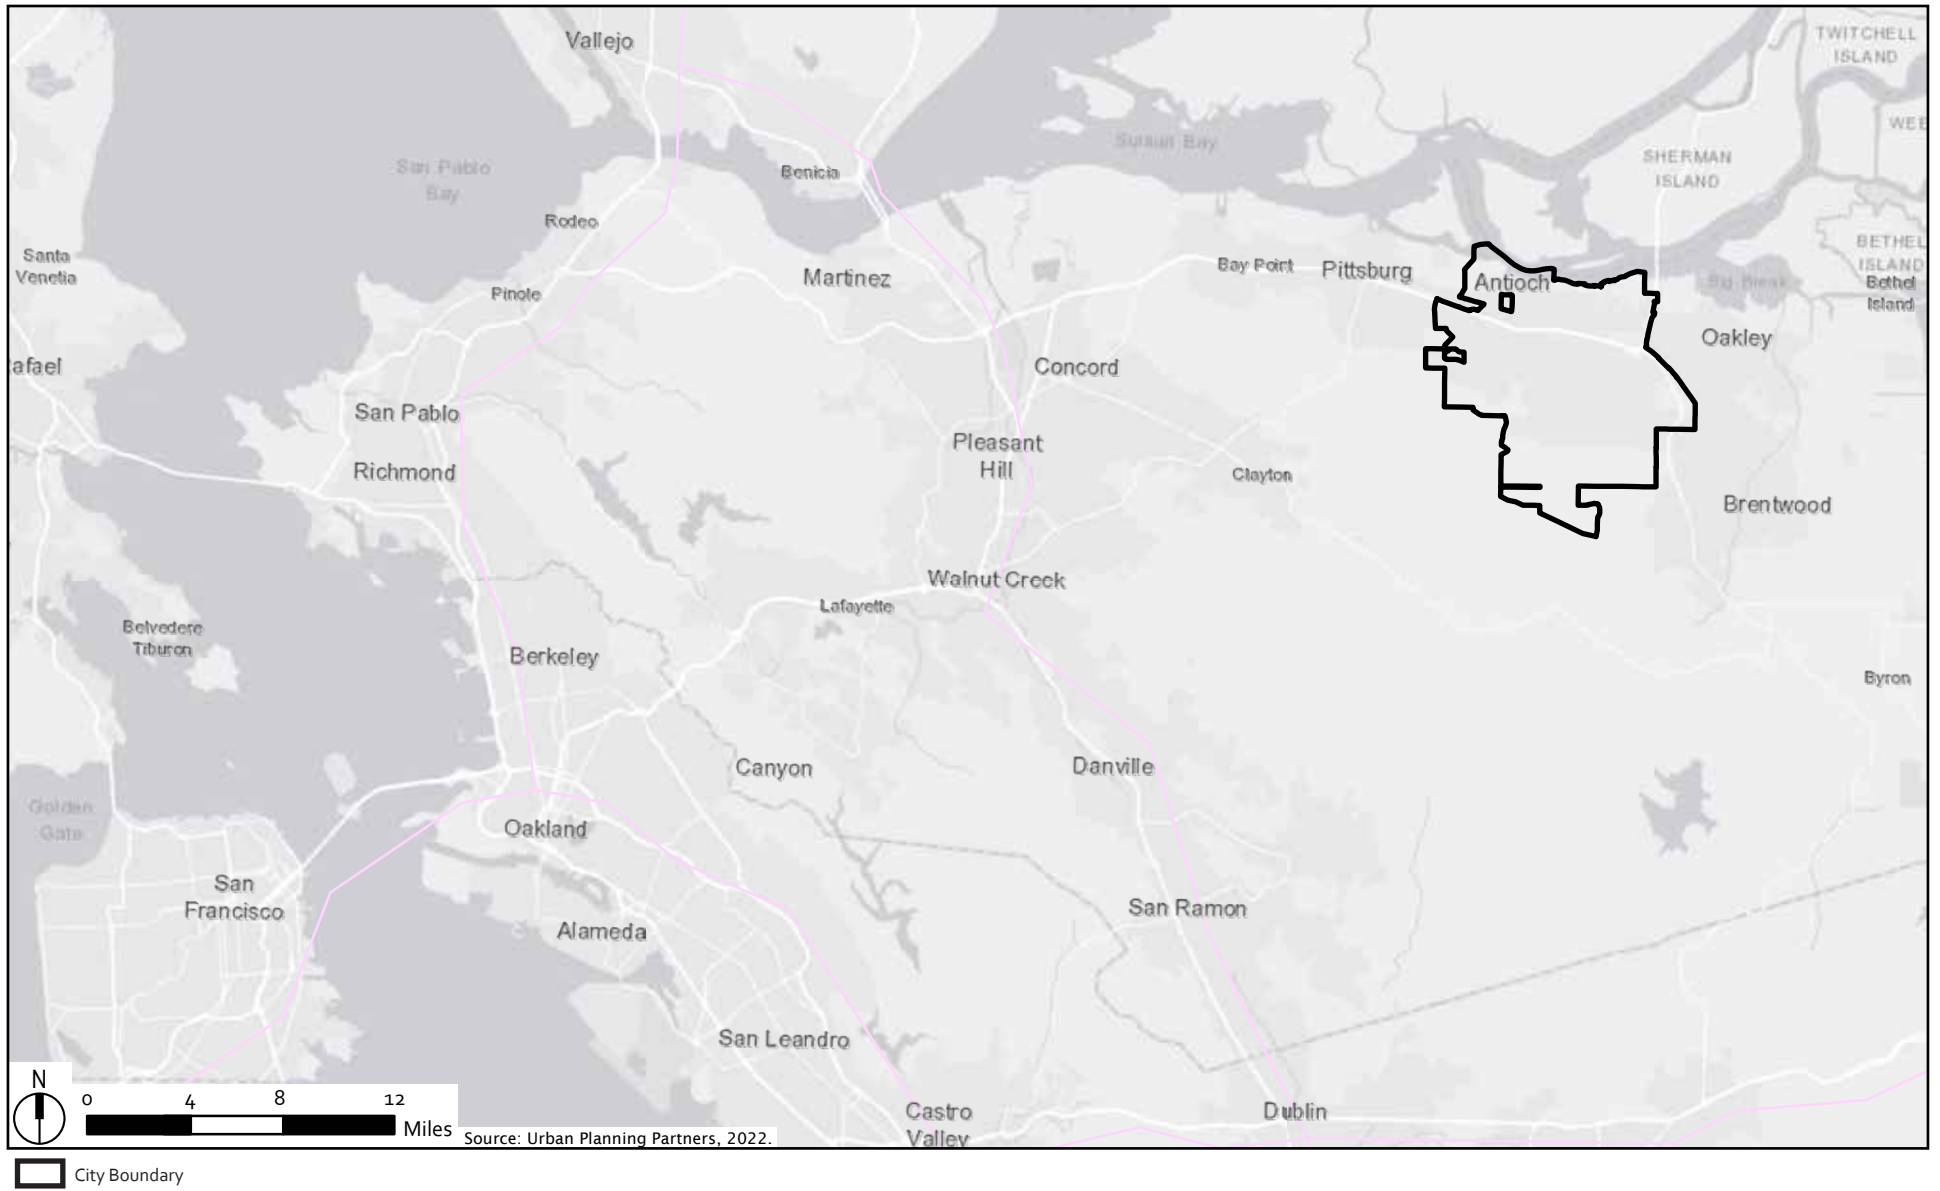 Vallejo
TWITCHELL
ISLAND
WEE
San Pablo
Bay
Benicia
Suisun Bay
SHERMAN
ISLAND
Rodeo
Santa
Venetia
BETHEL
ISLAND
Bethel
Island
Pinole
Martinez
Bay Point
Pittsburg
Antioch
Big Break
Oakley
afael
Concord
San Pablo
Richmond
Pleasant
Hill
Clayton
Brentwood
Walnut Creek
Lafayette
Belvedere
Tiburon
Berkeley
Byron
Canyon
Danville
Golden
Gate
Oakland
San
Francisco
Alameda
San Ramon
San Leandro
Castro
Valley
Dublin
N
0 4 8 12
Miles
Source: Urban Planning Partners, 2022.
City Boundary